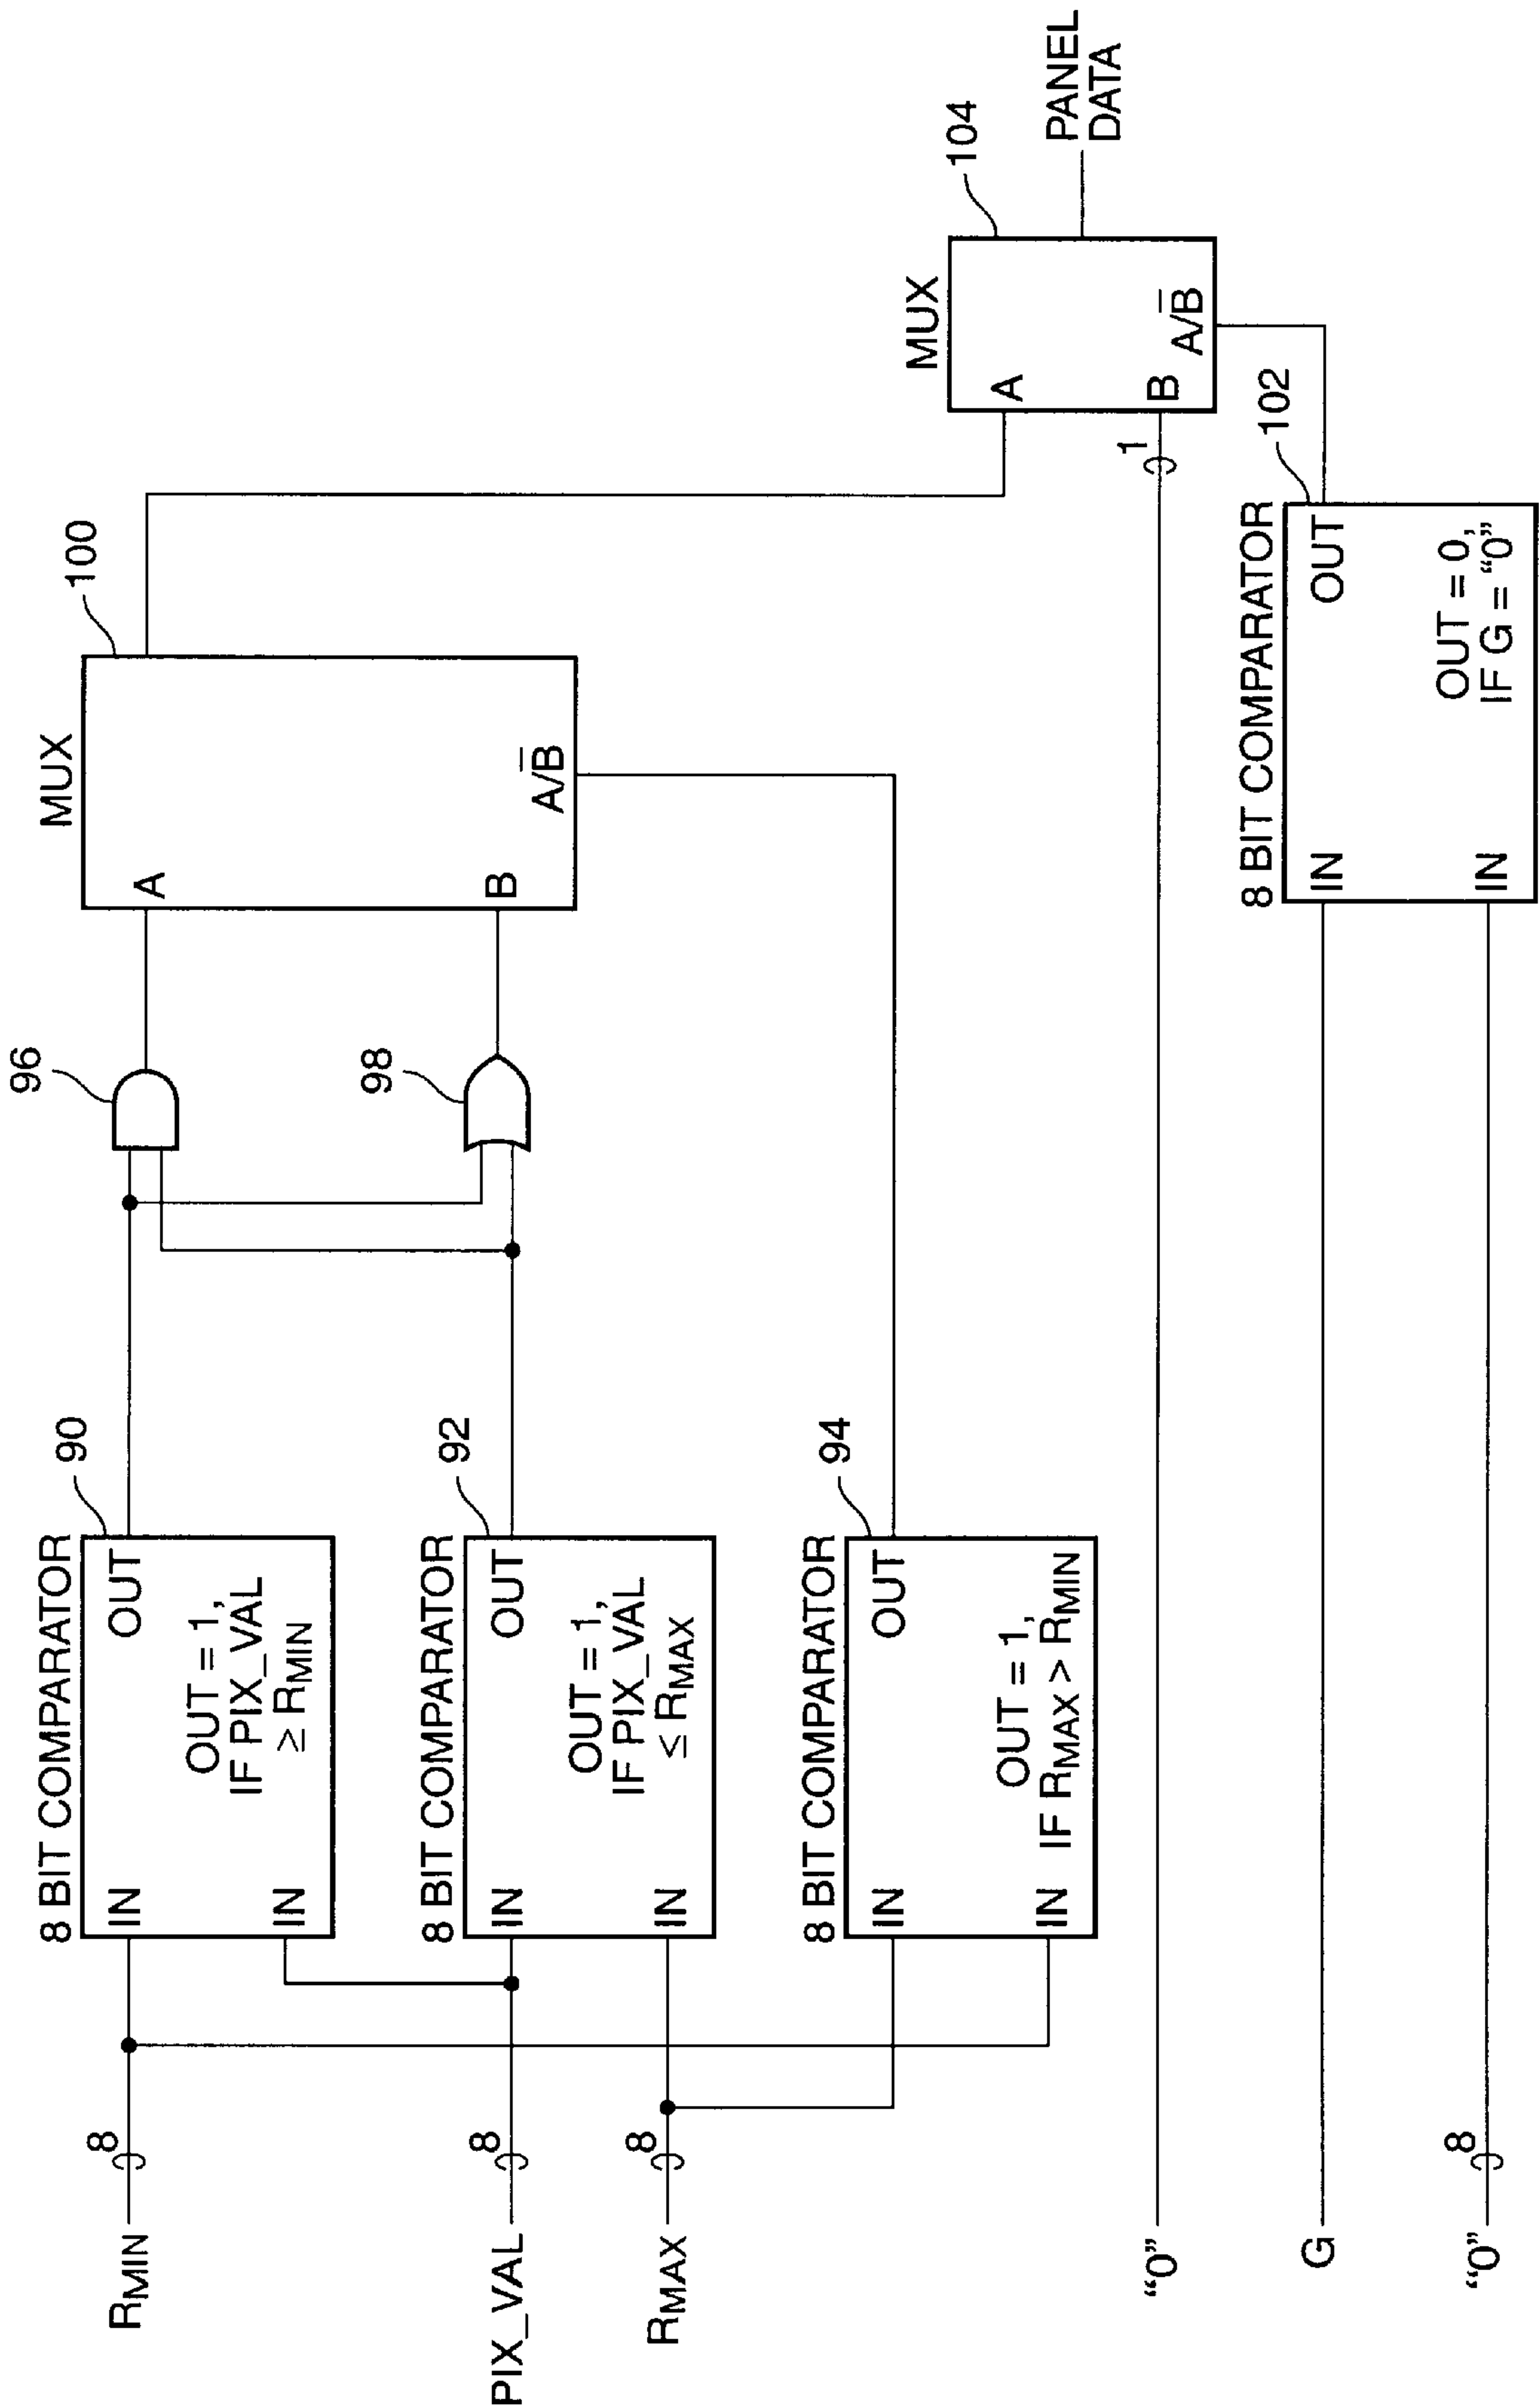 RMIN
8
PIX_VAL
8
RMAX
8
“0”
G
“0”
8
8 BIT COMPARATOR
90
IN
IN
OUT
OUT = 1,
IF PIX_VAL
≥ RMIN
8 BIT COMPARATOR
92
IN
IN
OUT
OUT = 1,
IF PIX_VAL
≤ RMAX
8 BIT COMPARATOR
94
IN
IN
OUT
OUT = 1,
IF RMAX > RMIN
96
98
MUX
100
A
B
A/B̅
8 BIT COMPARATOR
102
IN
IN
OUT
OUT = 0,
IF G = “0”
MUX
104
A
1
B
A/B̅
PANEL
DATA